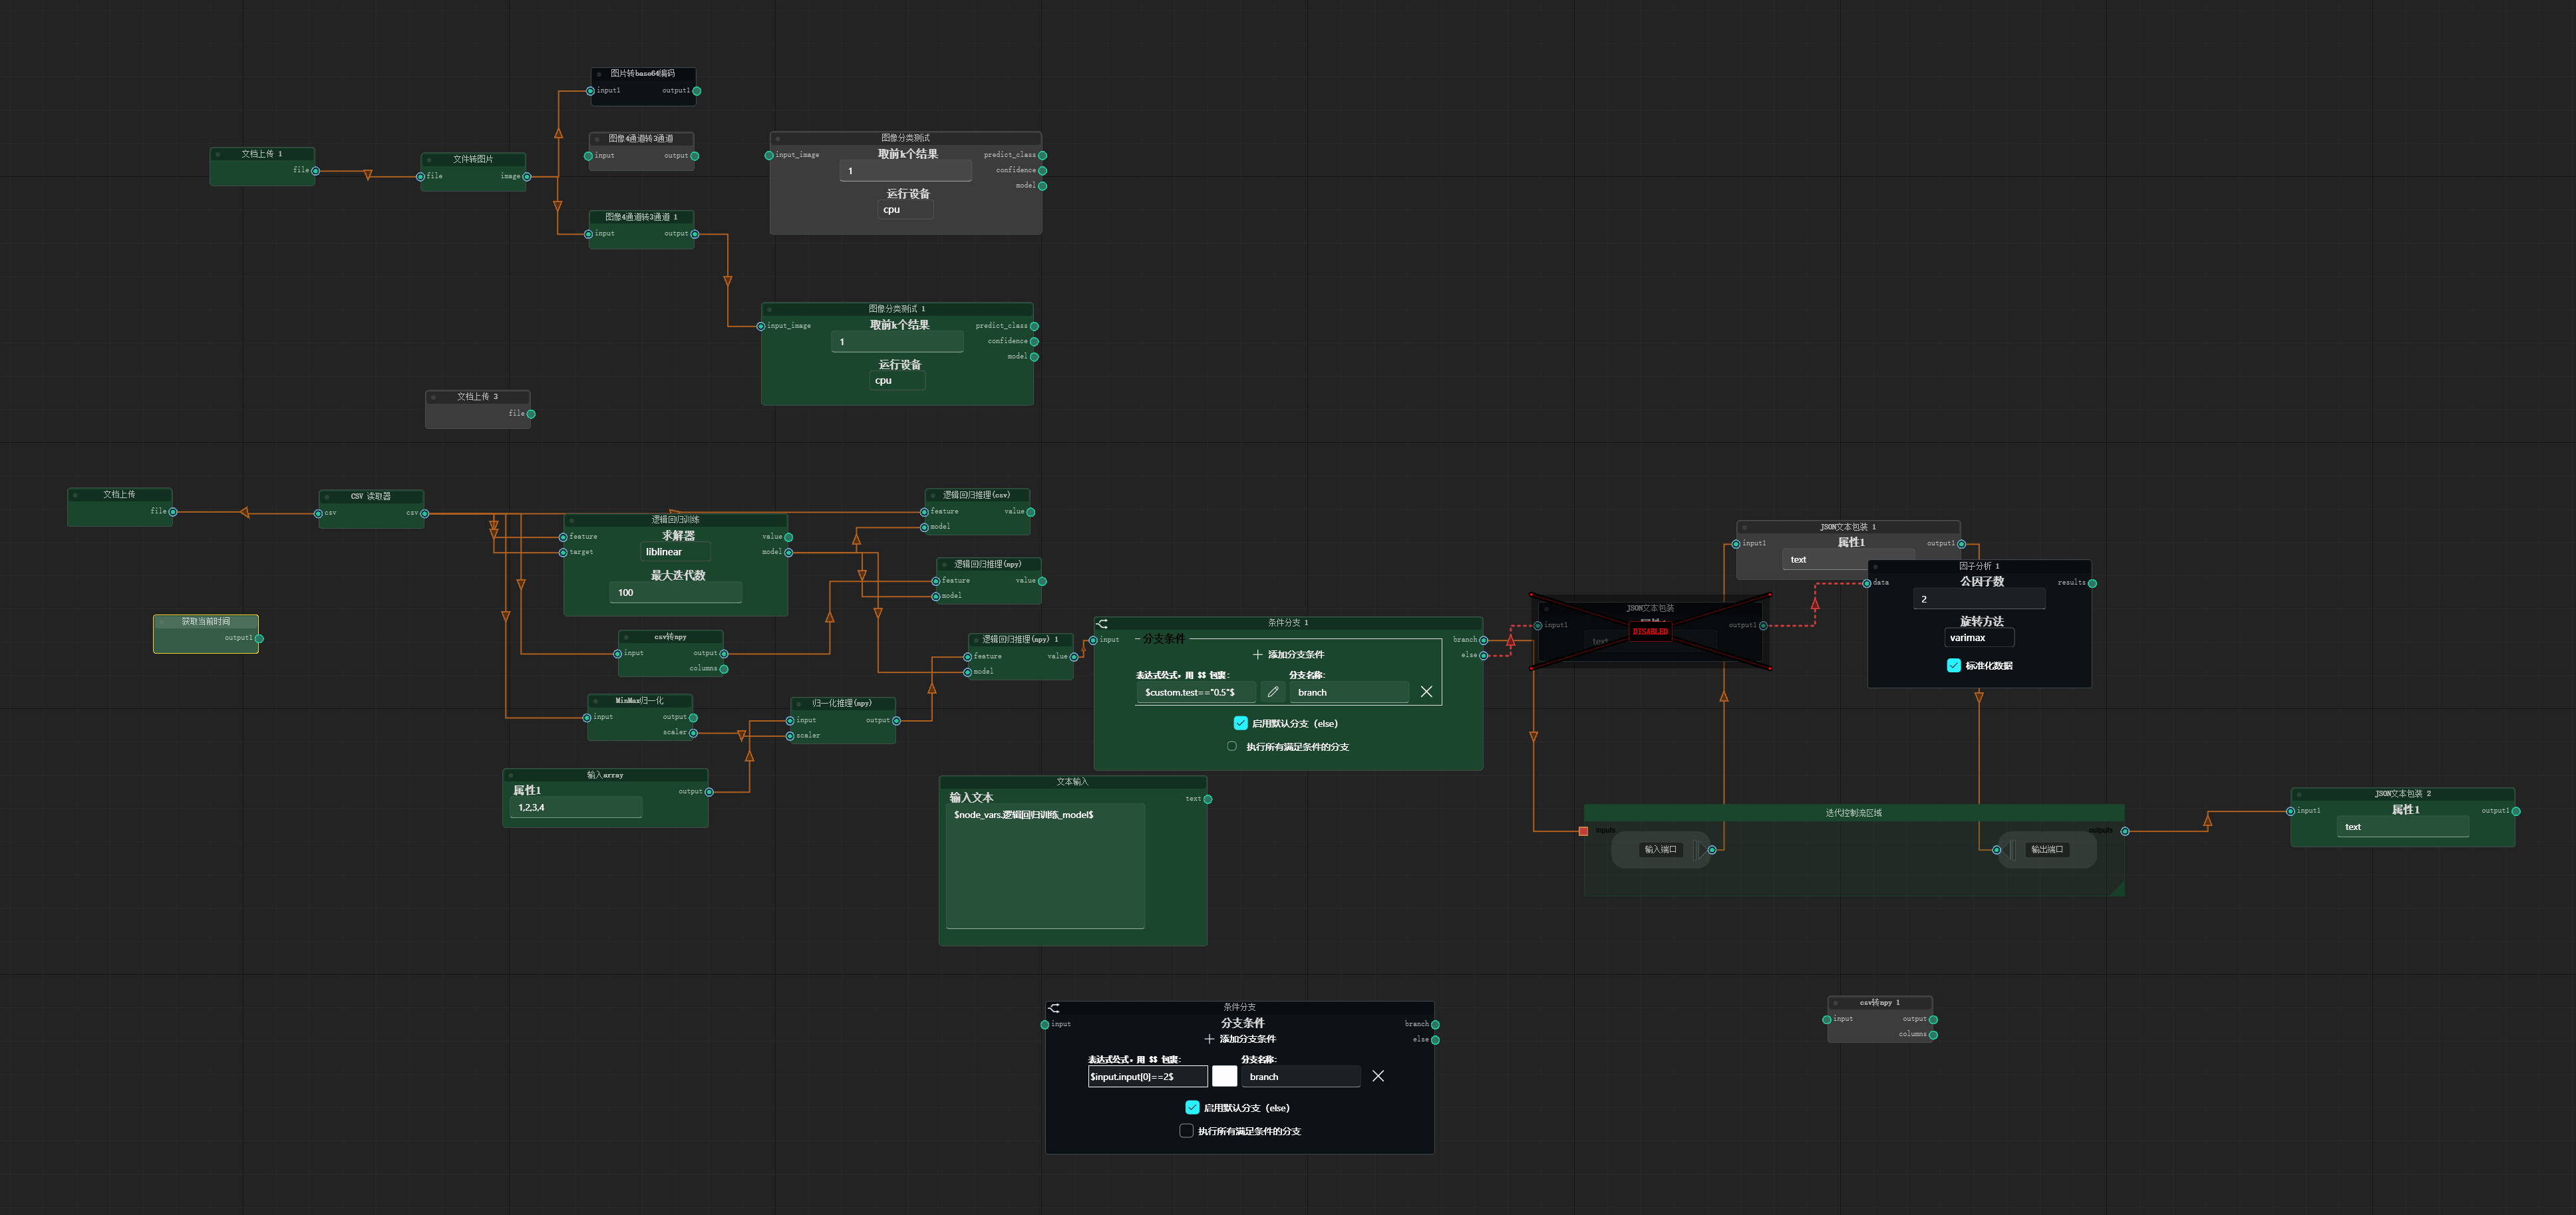 图片转base64编码
input1 output1
图像4通道转3通道
input output
图像分类测试
input_image 取前k个结果 predict_class
1
confidence
model
运行设备
cpu
文档上传 1
file
文件转图片
file image
图像4通道转3通道 1
input output
图像分类测试 1
input_image 取前k个结果 predict_class
1
confidence
model
运行设备
cpu
文档上传 3
file
文档上传
file
CSV 读取器
csv csv
逻辑回归训练
feature 求解器 value
target liblinear model
最大迭代数
100
逻辑回归推理(csv)
feature value
model
逻辑回归推理(npy)
feature value
model
获取当前时间
output1
csv转npy
input output
columns
逻辑回归推理(npy) 1
feature value
model
MinMax归一化
input output
scaler
归一化推理(npy)
input output
scaler
输入array
属性1 output
1,2,3,4
条件分支 1
input 分支条件 branch
else
添加分支条件
表达式公式，用 $$ 包裹： 分支名称：
$custom.test=="0.5"$ branch
启用默认分支（else）
执行所有满足条件的分支
文本输入
输入文本 text
$node_vars.逻辑回归训练_model$
JSON文本包装
input1 output1
DISABLED
JSON文本包装 1
input1 属性1 output1
text
因子分析 1
data 公因子数 results
2
旋转方法
varimax
标准化数据
迭代控制流区域
inputs outputs
输入端口 输出端口
JSON文本包装 2
input1 属性1 output1
text
条件分支
input 分支条件 branch
添加分支条件 else
表达式公式，用 $$ 包裹： 分支名称：
$input.input[0]==2$ branch
启用默认分支（else）
执行所有满足条件的分支
csv转npy 1
input output
columns